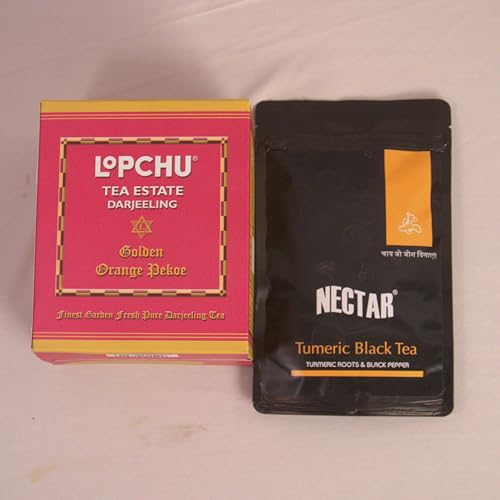 LOPCHU®
TEA ESTATE
DARJEELING
L
Golden
Orange Pekoe
Finest Garden Fresh Pure Darjeeling Tea
चाय जो जोश दिलाए
NECTAR®
Tumeric Black Tea
TURMERIC ROOTS & BLACK PEPPER